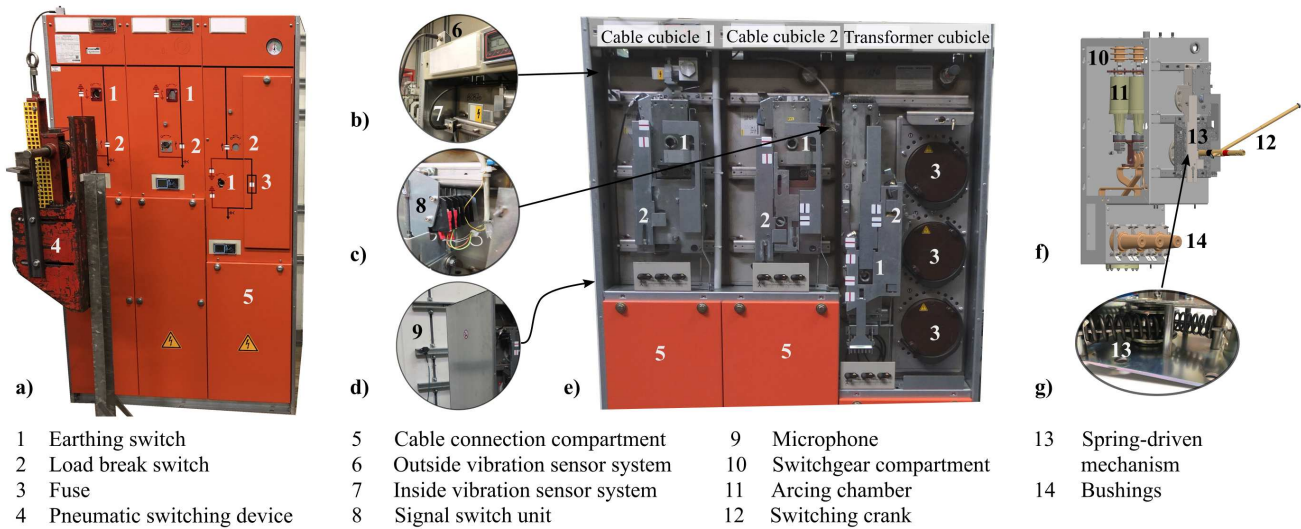 a)
1
1
2
2
2
1
3
4
5
b)
6
7
c)
8
d)
9
e)
Cable cubicle 1 Cable cubicle 2 Transformer cubicle
1
1
3
2
2
2
3
1
3
5
5
10
11
13
12
f)
14
g)
13
1 Earthing switch
2 Load break switch
3 Fuse
4 Pneumatic switching device
5 Cable connection compartment
6 Outside vibration sensor system
7 Inside vibration sensor system
8 Signal switch unit
9 Microphone
10 Switchgear compartment
11 Arcing chamber
12 Switching crank
13 Spring-driven
mechanism
14 Bushings